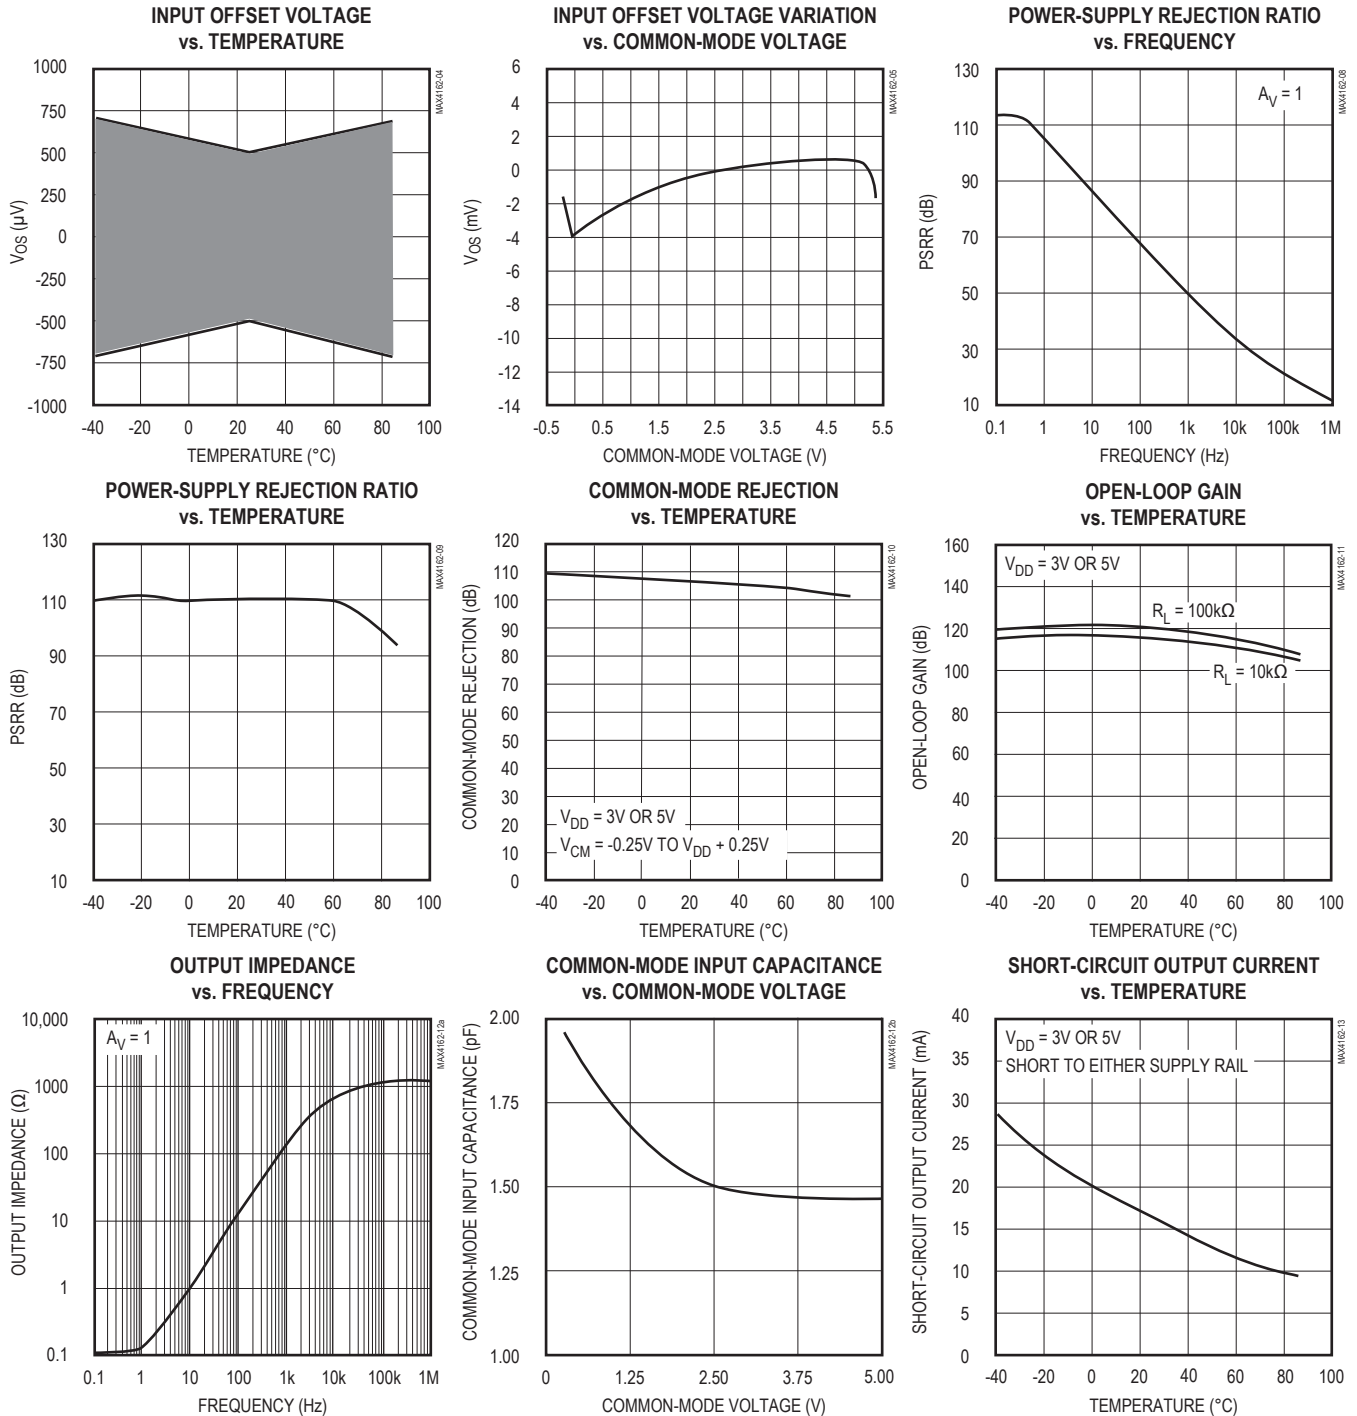 INPUT OFFSET VOLTAGE
vs. TEMPERATURE
1000
750
500
250
0
-250
-500
-750
-1000
VOS (µV)
-40 -20 0 20 40 60 80 100
TEMPERATURE (°C)
MAX4162-04
INPUT OFFSET VOLTAGE VARIATION
vs. COMMON-MODE VOLTAGE
6
4
2
0
-2
-4
-6
-8
-10
-12
-14
VOS (mV)
-0.5 0.5 1.5 2.5 3.5 4.5 5.5
COMMON-MODE VOLTAGE (V)
MAX4162-05
POWER-SUPPLY REJECTION RATIO
vs. FREQUENCY
130
110
90
70
50
30
10
PSRR (dB)
AV = 1
0.1 1 10 100 1k 10k 100k 1M
FREQUENCY (Hz)
MAX4162-08
POWER-SUPPLY REJECTION RATIO
vs. TEMPERATURE
130
110
90
70
50
30
10
PSRR (dB)
-40 -20 0 20 40 60 80 100
TEMPERATURE (°C)
MAX4162-09
COMMON-MODE REJECTION
vs. TEMPERATURE
120
110
100
90
80
70
60
50
40
30
20
10
0
COMMON-MODE REJECTION (dB)
VDD = 3V OR 5V
VCM = -0.25V TO VDD + 0.25V
-40 -20 0 20 40 60 80 100
TEMPERATURE (°C)
MAX4162-10
OPEN-LOOP GAIN
vs. TEMPERATURE
160
140
120
100
80
60
40
20
0
OPEN-LOOP GAIN (dB)
VDD = 3V OR 5V
RL = 100kΩ
RL = 10kΩ
-40 -20 0 20 40 60 80 100
TEMPERATURE (°C)
MAX4162-11
OUTPUT IMPEDANCE
vs. FREQUENCY
10,000
1000
100
10
1
0.1
OUTPUT IMPEDANCE (Ω)
AV = 1
0.1 1 10 100 1k 10k 100k 1M
FREQUENCY (Hz)
MAX4162-12a
COMMON-MODE INPUT CAPACITANCE
vs. COMMON-MODE VOLTAGE
2.00
1.75
1.50
1.25
1.00
COMMON-MODE INPUT CAPACITANCE (pF)
0 1.25 2.50 3.75 5.00
COMMON-MODE VOLTAGE (V)
MAX4162-12b
SHORT-CIRCUIT OUTPUT CURRENT
vs. TEMPERATURE
40
35
30
25
20
15
10
5
0
SHORT-CIRCUIT OUTPUT CURRENT (mA)
VDD = 3V OR 5V
SHORT TO EITHER SUPPLY RAIL
-40 -20 0 20 40 60 80 100
TEMPERATURE (°C)
MAX4162-13